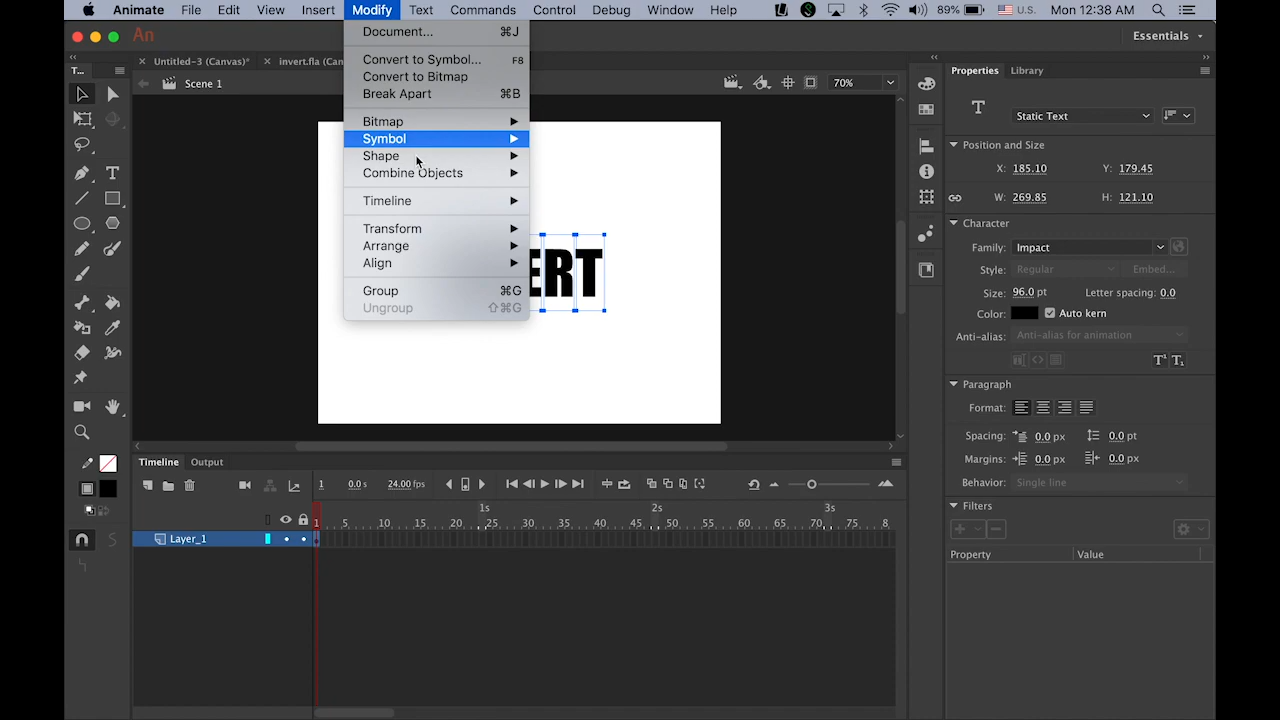 Animate File Edit View Insert Modify Text Commands Control Debug Window Help 89% U.S. Mon 12:38 AM
An Essentials
T... Untitled-3 (Canvas)* invert.fla (Can
Scene 1 70%
Document... ⌘J
Convert to Symbol... F8
Convert to Bitmap
Break Apart ⌘B
Bitmap
Symbol
Shape
Combine Objects
Timeline
Transform
Arrange
Align
Group ⌘G
Ungroup ⇧⌘G
ERT
Properties Library
Static Text
Position and Size
X: 185.10 Y: 179.45
W: 269.85 H: 121.10
Character
Family: Impact
Style: Regular Embed...
Size: 96.0 pt Letter spacing: 0.0
Color: Auto kern
Anti-alias: Anti-alias for animation
Paragraph
Format:
Spacing: 0.0 px 0.0 pt
Margins: 0.0 px 0.0 px
Behavior: Single line
Filters
Property Value
Timeline Output
1 0.0s 24.00 fps
1s 2s 3s
1 5 10 15 20 25 30 35 40 45 50 55 60 65 70 75 8
Layer_1